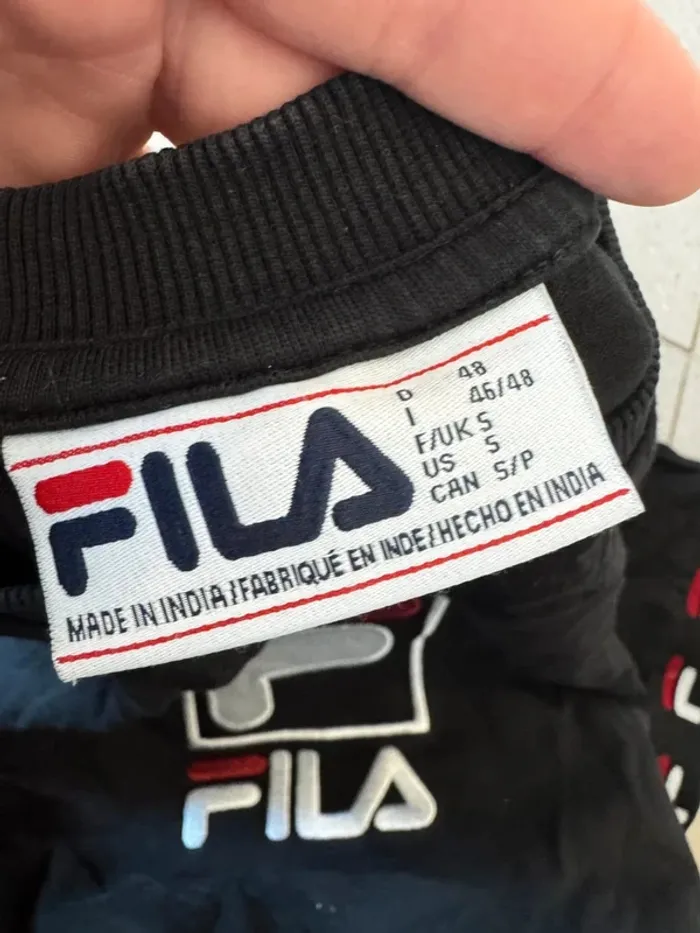 FILA
D 48
I 46/48
F/UK S
US S
CAN S/P
MADE IN INDIA/FABRIQUÉ EN INDE/HECHO EN INDIA
FILA